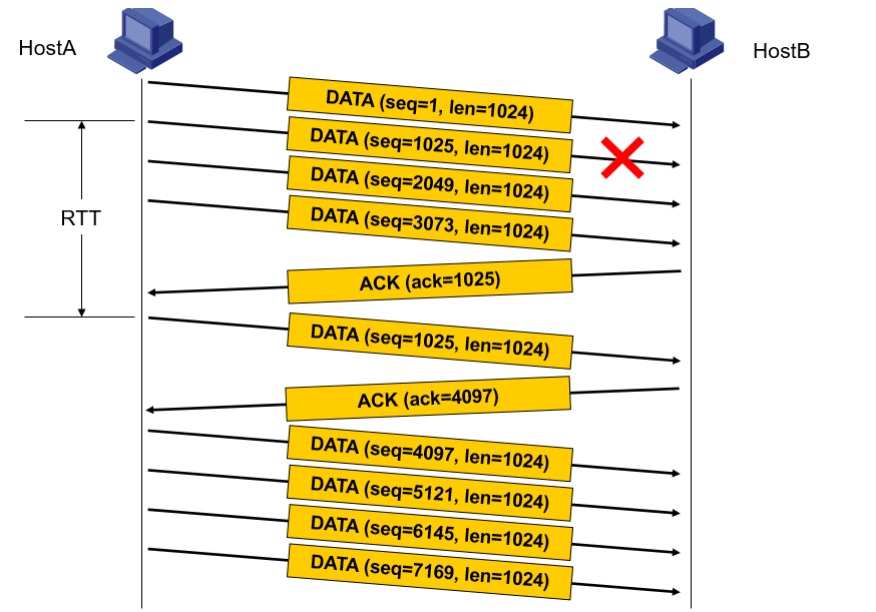 HostA
HostB
DATA (seq=1, len=1024)
DATA (seq=1025, len=1024)
DATA (seq=2049, len=1024)
DATA (seq=3073, len=1024)
RTT
ACK (ack=1025)
DATA (seq=1025, len=1024)
ACK (ack=4097)
DATA (seq=4097, len=1024)
DATA (seq=5121, len=1024)
DATA (seq=6145, len=1024)
DATA (seq=7169, len=1024)